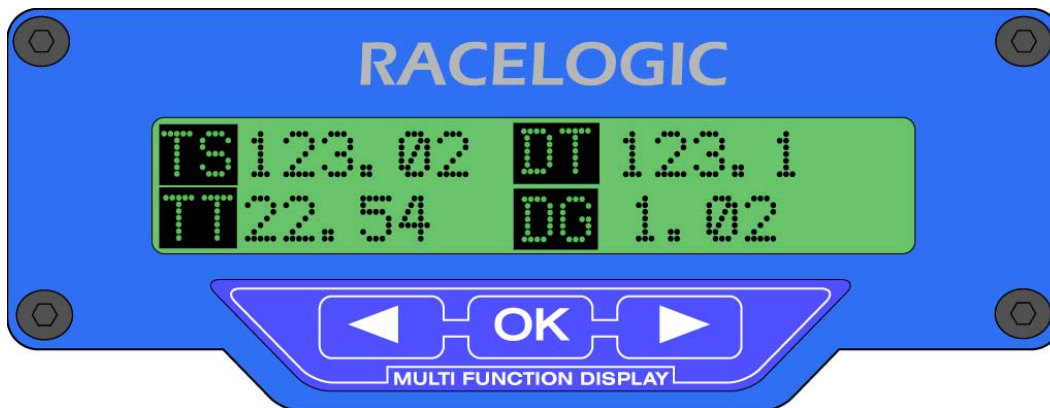 RACELOGIC
TS 123.02 DT 123.1
TT 22.54 DG 1.02
OK
MULTI FUNCTION DISPLAY